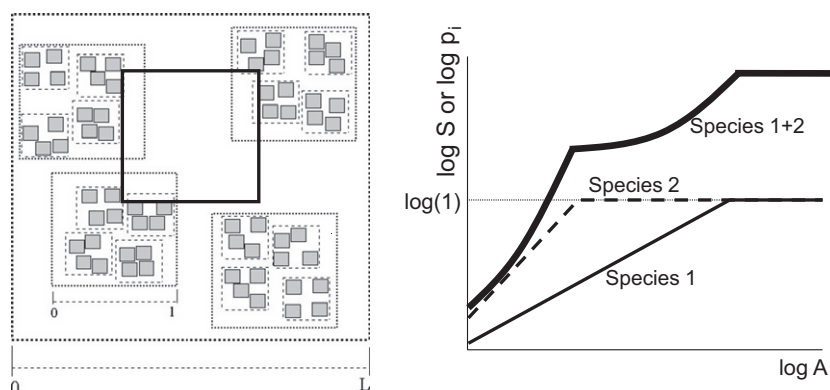 0 1
0 L
log S or log pᵢ
log(1)
Species 1+2
Species 2
Species 1
log A